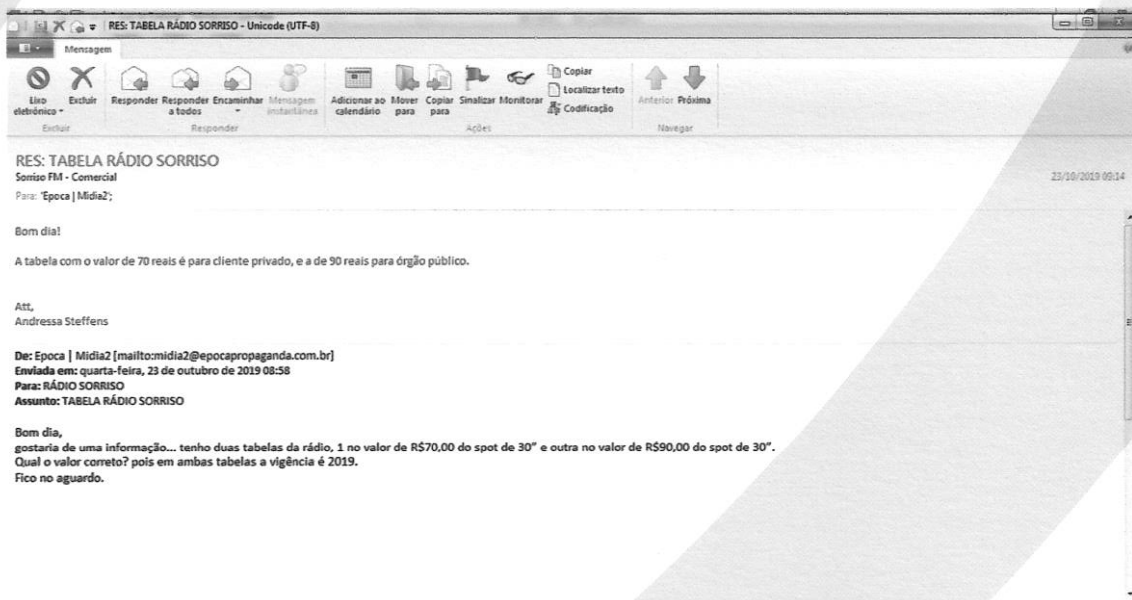 RES: TABELA RÁDIO SORRISO - Unicode (UTF-8)
Mensagem
Lixo eletrônico
Excluir
Responder
Responder a todos
Encaminhar
Mensagem instantânea
Adicionar ao calendário
Mover para
Copiar para
Sinalizar
Monitorar
Copiar
Localizar texto
Codificação
Anterior
Próxima
Excluir
Responder
Ações
Navegar
RES: TABELA RÁDIO SORRISO
Sorriso FM - Comercial
23/10/2019 09:14
Para: 'Epoca | Midia2';
Bom dia!
A tabela com o valor de 70 reais é para cliente privado, e a de 90 reais para órgão público.
Att,
Andressa Steffens
De: Epoca | Midia2 [mailto:midia2@epocapropaganda.com.br]
Enviada em: quarta-feira, 23 de outubro de 2019 08:58
Para: RÁDIO SORRISO
Assunto: TABELA RÁDIO SORRISO
Bom dia,
gostaria de uma informação... tenho duas tabelas da rádio, 1 no valor de R$70,00 do spot de 30" e outra no valor de R$90,00 do spot de 30".
Qual o valor correto? pois em ambas tabelas a vigência é 2019.
Fico no aguardo.